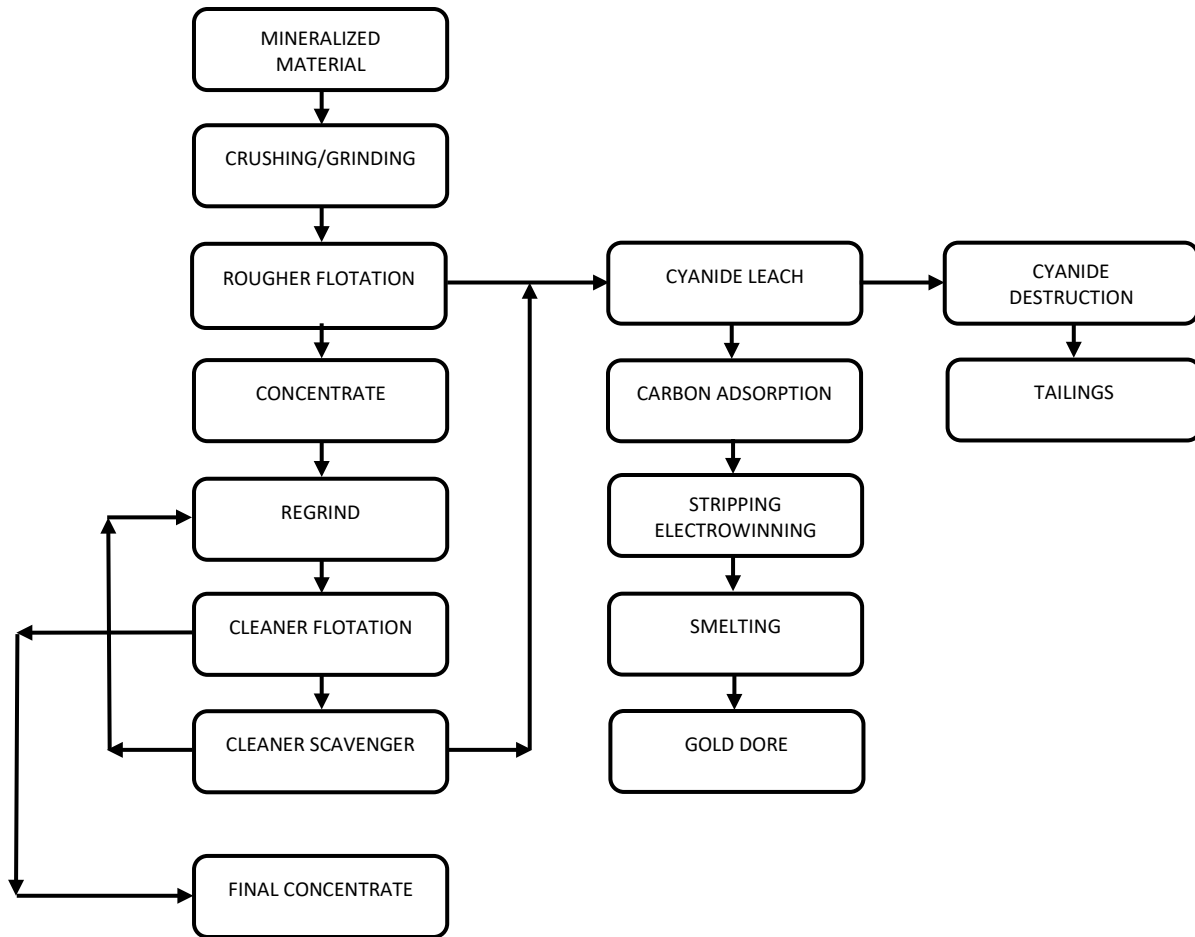 MINERALIZED
MATERIAL
CRUSHING/GRINDING
ROUGHER FLOTATION
CONCENTRATE
REGRIND
CLEANER FLOTATION
CLEANER SCAVENGER
FINAL CONCENTRATE
CYANIDE LEACH
CARBON ADSORPTION
STRIPPING
ELECTROWINNING
SMELTING
GOLD DORE
CYANIDE
DESTRUCTION
TAILINGS